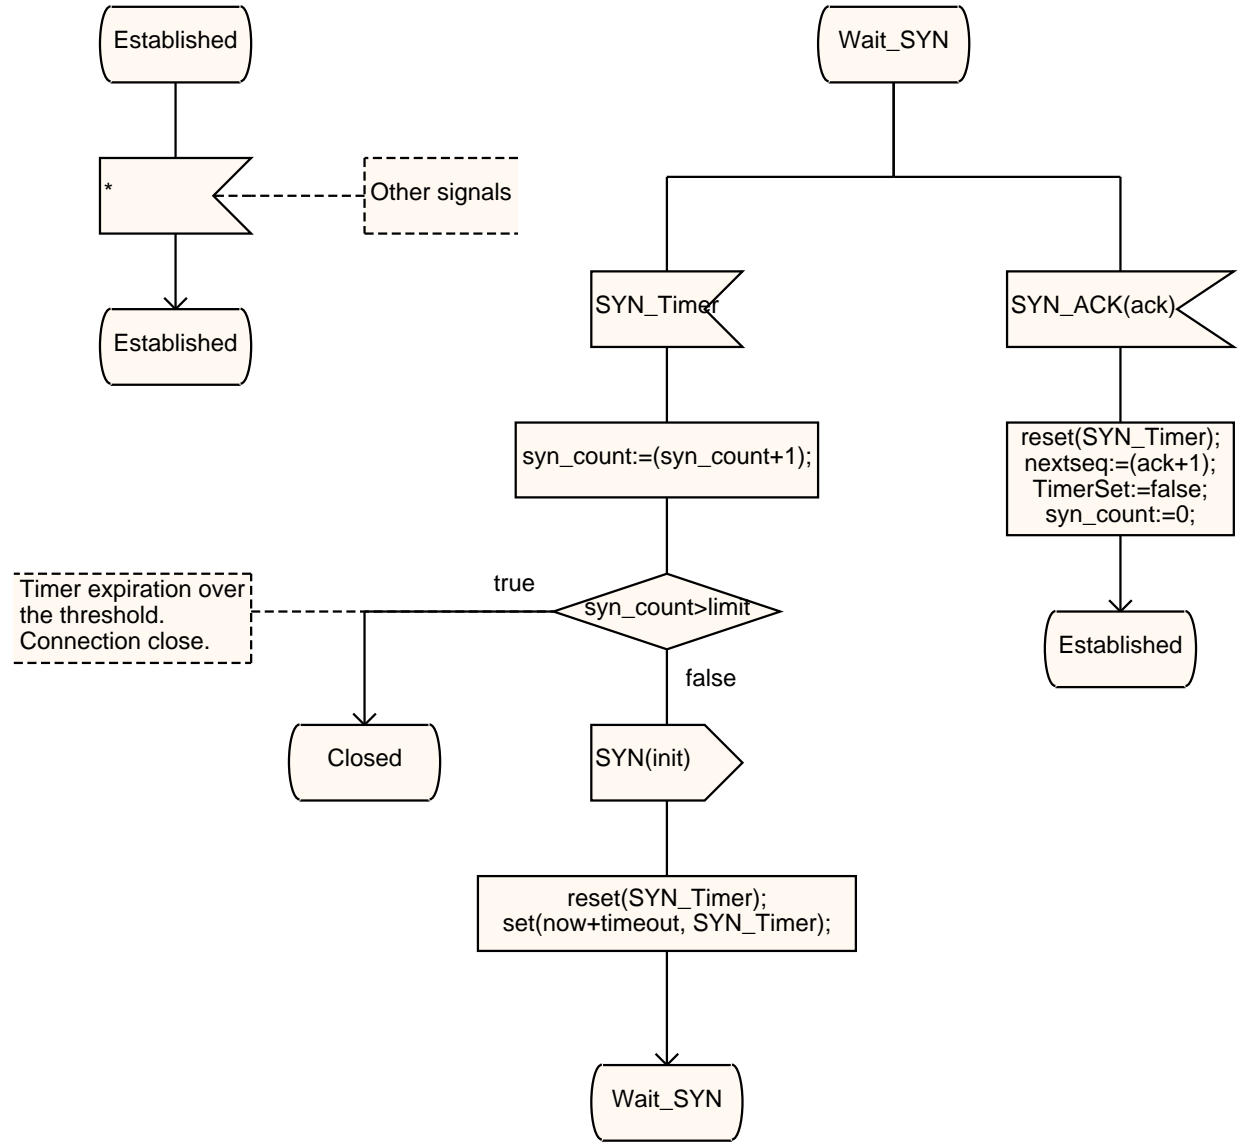 Established
*
Other signals
Established
Wait_SYN
SYN_Timer
syn_count:=(syn_count+1);
syn_count>limit
true
Timer expiration over
the threshold.
Connection close.
Closed
false
SYN(init)
reset(SYN_Timer);
set(now+timeout, SYN_Timer);
Wait_SYN
SYN_ACK(ack)
reset(SYN_Timer);
nextseq:=(ack+1);
TimerSet:=false;
syn_count:=0;
Established